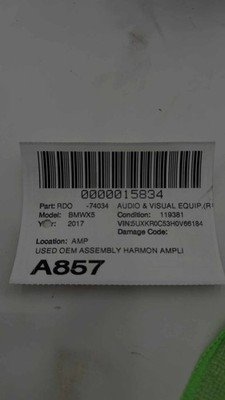 0000015834
Part: RDO -74034 AUDIO & VISUAL EQUIP.(R
Model: BMWX5 Condition: 119381
Year: 2017 VIN:5UXKR0C53H0V66184
Damage Code:
Location: AMP
USED OEM ASSEMBLY HARMON AMPLI
A857